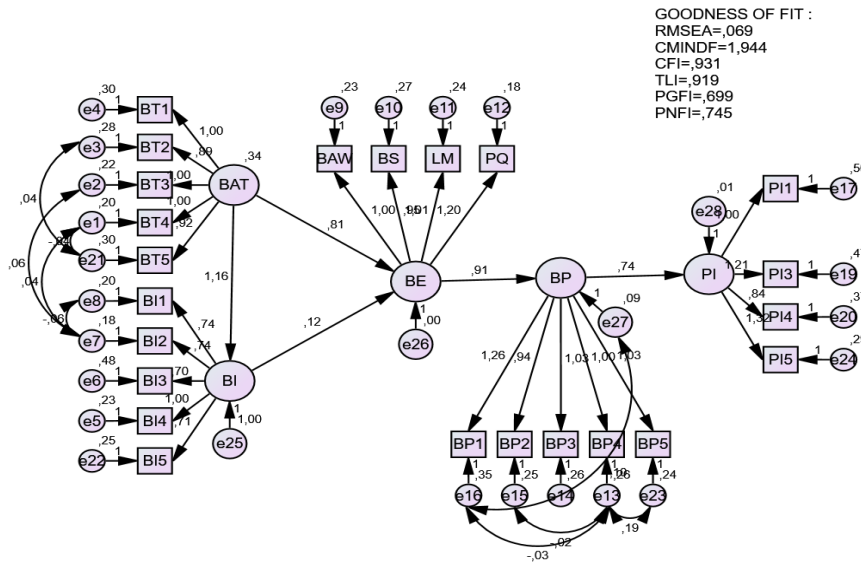 GOODNESS OF FIT :
RMSEA=,069
CMINDF=1,944
CFI=,931
TLI=,919
PGFI=,699
PNFI=,745
,30
e4 1 BT1
,28
e3 1 BT2
,22
e2 1 BT3
,20
e1 1 BT4
,30
e21 1 BT5
1,00
,89
,00
1,00
,92
BAT ,34
,04
,06
,04
-,06
,20
e8 1 BI1
,18
e7 1 BI2
,48
e6 1 BI3
,23
e5 1 BI4
,25
e22 1 BI5
,74
,74
,70
1,00
,71
BI
1,16
1
1,00
e25
,81
,12
,23 ,27 ,24 ,18
e9 e10 e11 e12
1 1 1 1
BAW BS LM PQ
1,00 1,20
BE
1
,00
e26
,91
BP
1 ,09
e27
,74
1,26 ,94 1,03 1,00 1,03
BP1 BP2 BP3 BP4 BP5
1 1 1 1 1
,35 ,25 ,26 ,26 ,24
e16 e15 e14 e13 e23
-,02
,19
-,03
,01
e28
1
PI
1,00
1,21
,84
1,32
PI1 1 e17
PI3 1 e19
PI4 1 e20
PI5 1 e24